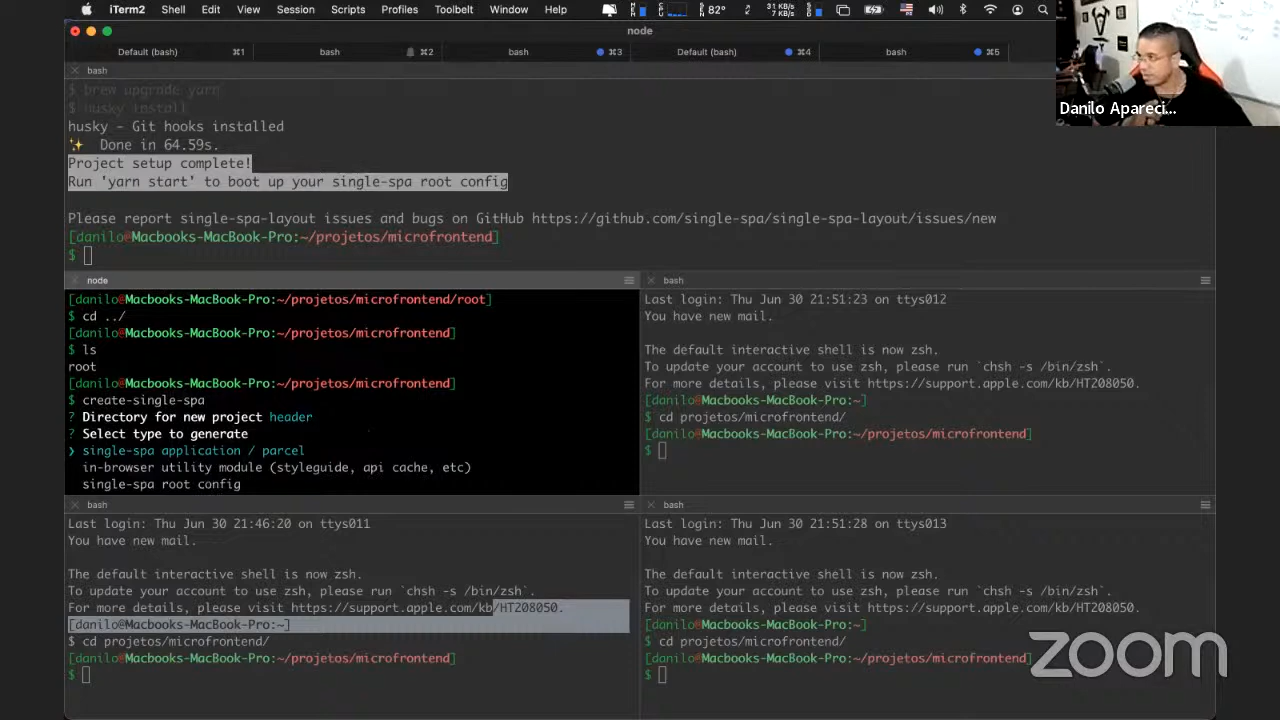 iTerm2 Shell Edit View Session Scripts Profiles Toolbelt Window Help 82° 31 KB 7 KB
node
Default (bash) ⌘1 bash ⌘2 bash ⌘3 Default (bash) ⌘4 bash ⌘5
bash
$ brew upgrade yarn
$ husky install
husky - Git hooks installed
✨ Done in 64.59s.
Project setup complete!
Run 'yarn start' to boot up your single-spa root config
Please report single-spa-layout issues and bugs on GitHub https://github.com/single-spa/single-spa-layout/issues/new
[danilo@Macbooks-MacBook-Pro:~/projetos/microfrontend]
$
node
[danilo@Macbooks-MacBook-Pro:~/projetos/microfrontend/root]
$ cd ../
[danilo@Macbooks-MacBook-Pro:~/projetos/microfrontend]
$ ls
root
[danilo@Macbooks-MacBook-Pro:~/projetos/microfrontend]
$ create-single-spa
? Directory for new project header
? Select type to generate
❯ single-spa application / parcel
in-browser utility module (styleguide, api cache, etc)
single-spa root config
bash
Last login: Thu Jun 30 21:51:23 on ttys012
You have new mail.
The default interactive shell is now zsh.
To update your account to use zsh, please run `chsh -s /bin/zsh`.
For more details, please visit https://support.apple.com/kb/HT208050.
[danilo@Macbooks-MacBook-Pro:~]
$ cd projetos/microfrontend/
[danilo@Macbooks-MacBook-Pro:~/projetos/microfrontend]
$
bash
Last login: Thu Jun 30 21:46:20 on ttys011
You have new mail.
The default interactive shell is now zsh.
To update your account to use zsh, please run `chsh -s /bin/zsh`.
For more details, please visit https://support.apple.com/kb/HT208050.
[danilo@Macbooks-MacBook-Pro:~]
$ cd projetos/microfrontend/
[danilo@Macbooks-MacBook-Pro:~/projetos/microfrontend]
$
bash
Last login: Thu Jun 30 21:51:28 on ttys013
You have new mail.
The default interactive shell is now zsh.
To update your account to use zsh, please run `chsh -s /bin/zsh`.
For more details, please visit https://support.apple.com/kb/HT208050.
[danilo@Macbooks-MacBook-Pro:~]
$ cd projetos/microfrontend/
[danilo@Macbooks-MacBook-Pro:~/projetos/microfrontend]
$
Danilo Apareci...
zoom